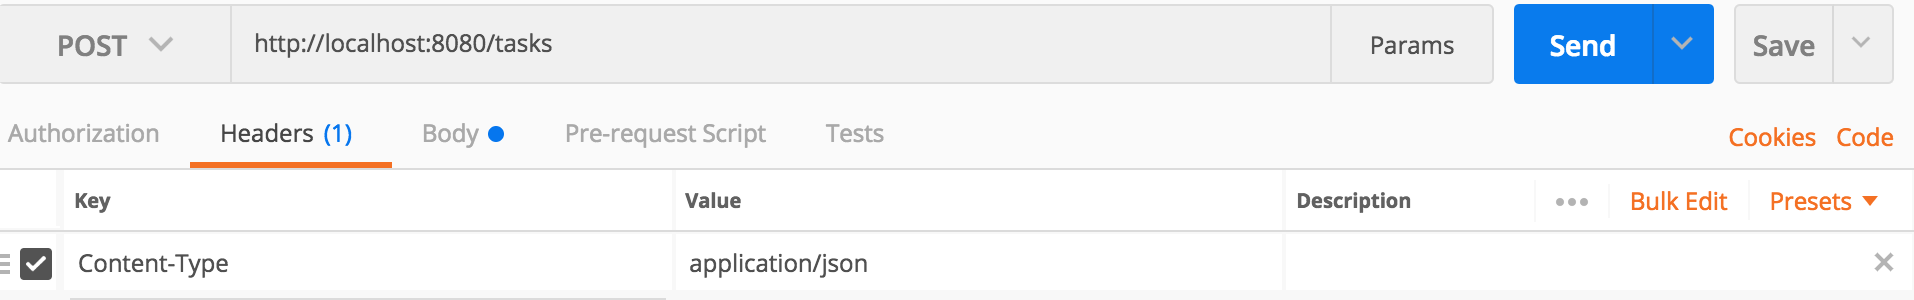 POST http://localhost:8080/tasks Params Send Save
Authorization Headers (1) Body Pre-request Script Tests Cookies Code
Key Value Description ••• Bulk Edit Presets
Content-Type application/json